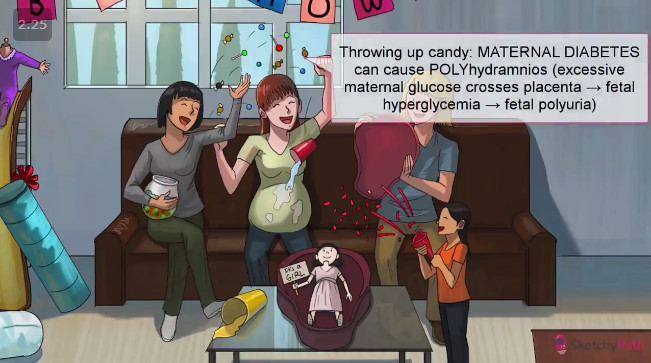 B
H
O
W
2.25
Throwing up candy: MATERNAL DIABETES
can cause POLYhydramnios (excessive
maternal glucose crosses placenta → fetal
hyperglycemia → fetal polyuria)
It's a
GIRL
Sketchy